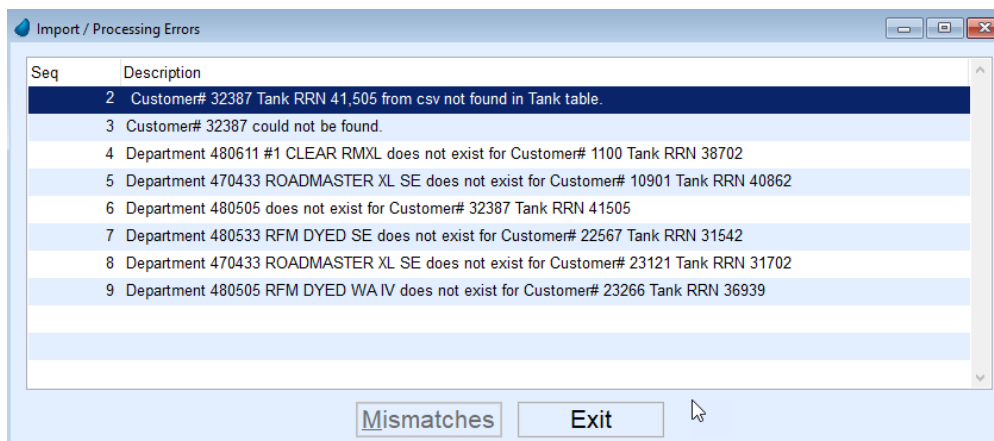 Import / Processing Errors
Seq Description
2 Customer# 32387 Tank RRN 41,505 from csv not found in Tank table.
3 Customer# 32387 could not be found.
4 Department 480611 #1 CLEAR RMXL does not exist for Customer# 1100 Tank RRN 38702
5 Department 470433 ROADMASTER XL SE does not exist for Customer# 10901 Tank RRN 40862
6 Department 480505 does not exist for Customer# 32387 Tank RRN 41505
7 Department 480533 RFM DYED SE does not exist for Customer# 22567 Tank RRN 31542
8 Department 470433 ROADMASTER XL SE does not exist for Customer# 23121 Tank RRN 31702
9 Department 480505 RFM DYED WA IV does not exist for Customer# 23266 Tank RRN 36939
Mismatches Exit